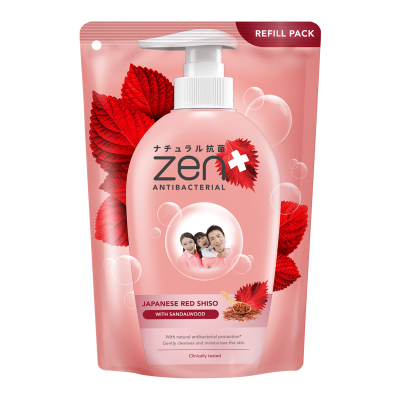 REFILL PACK
ナチュラル抗菌
zen
ANTIBACTERIAL
JAPANESE RED SHISO
WITH SANDALWOOD
With natural antibacterial protection*
Gently cleanses and moisturises the skin
Clinically tested